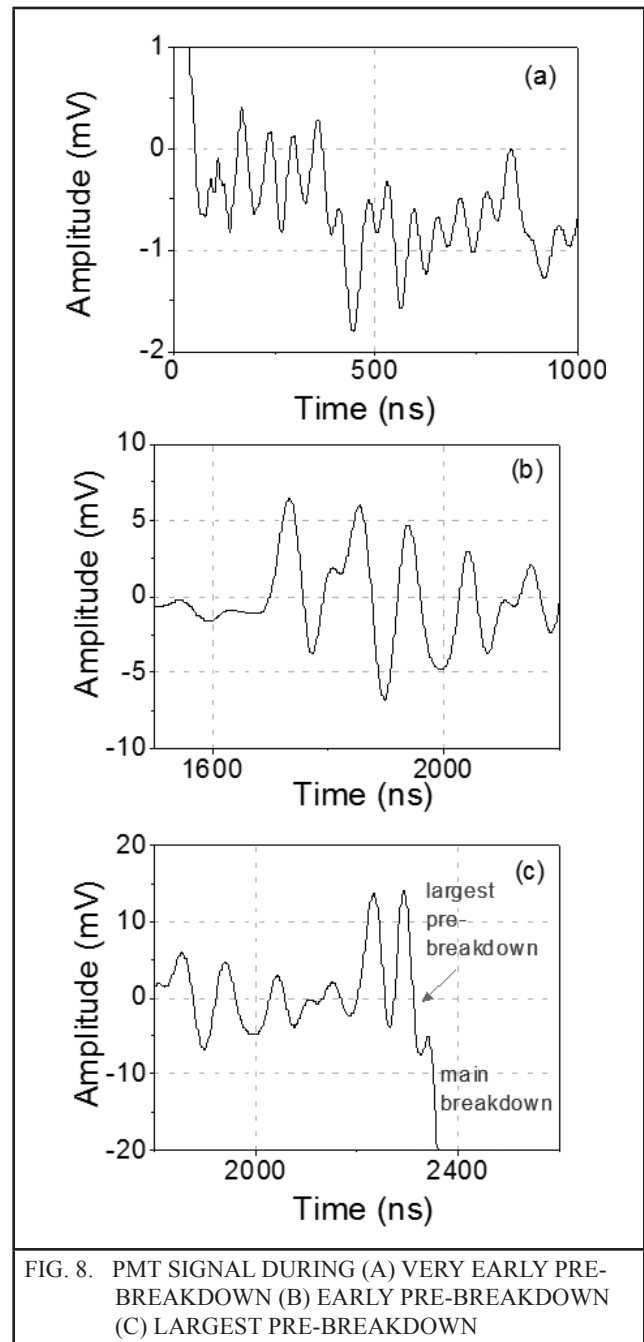 (a)
Amplitude (mV)
1
0
-1
-2
0
500
1000
Time (ns)
(b)
Amplitude (mV)
10
5
0
-5
-10
1600
2000
Time (ns)
(c)
Amplitude (mV)
20
10
0
-10
-20
largest
pre-
breakdown
main
breakdown
2000
2400
Time (ns)
FIG. 8. PMT SIGNAL DURING (A) VERY EARLY PRE-
BREAKDOWN (B) EARLY PRE-BREAKDOWN
(C) LARGEST PRE-BREAKDOWN